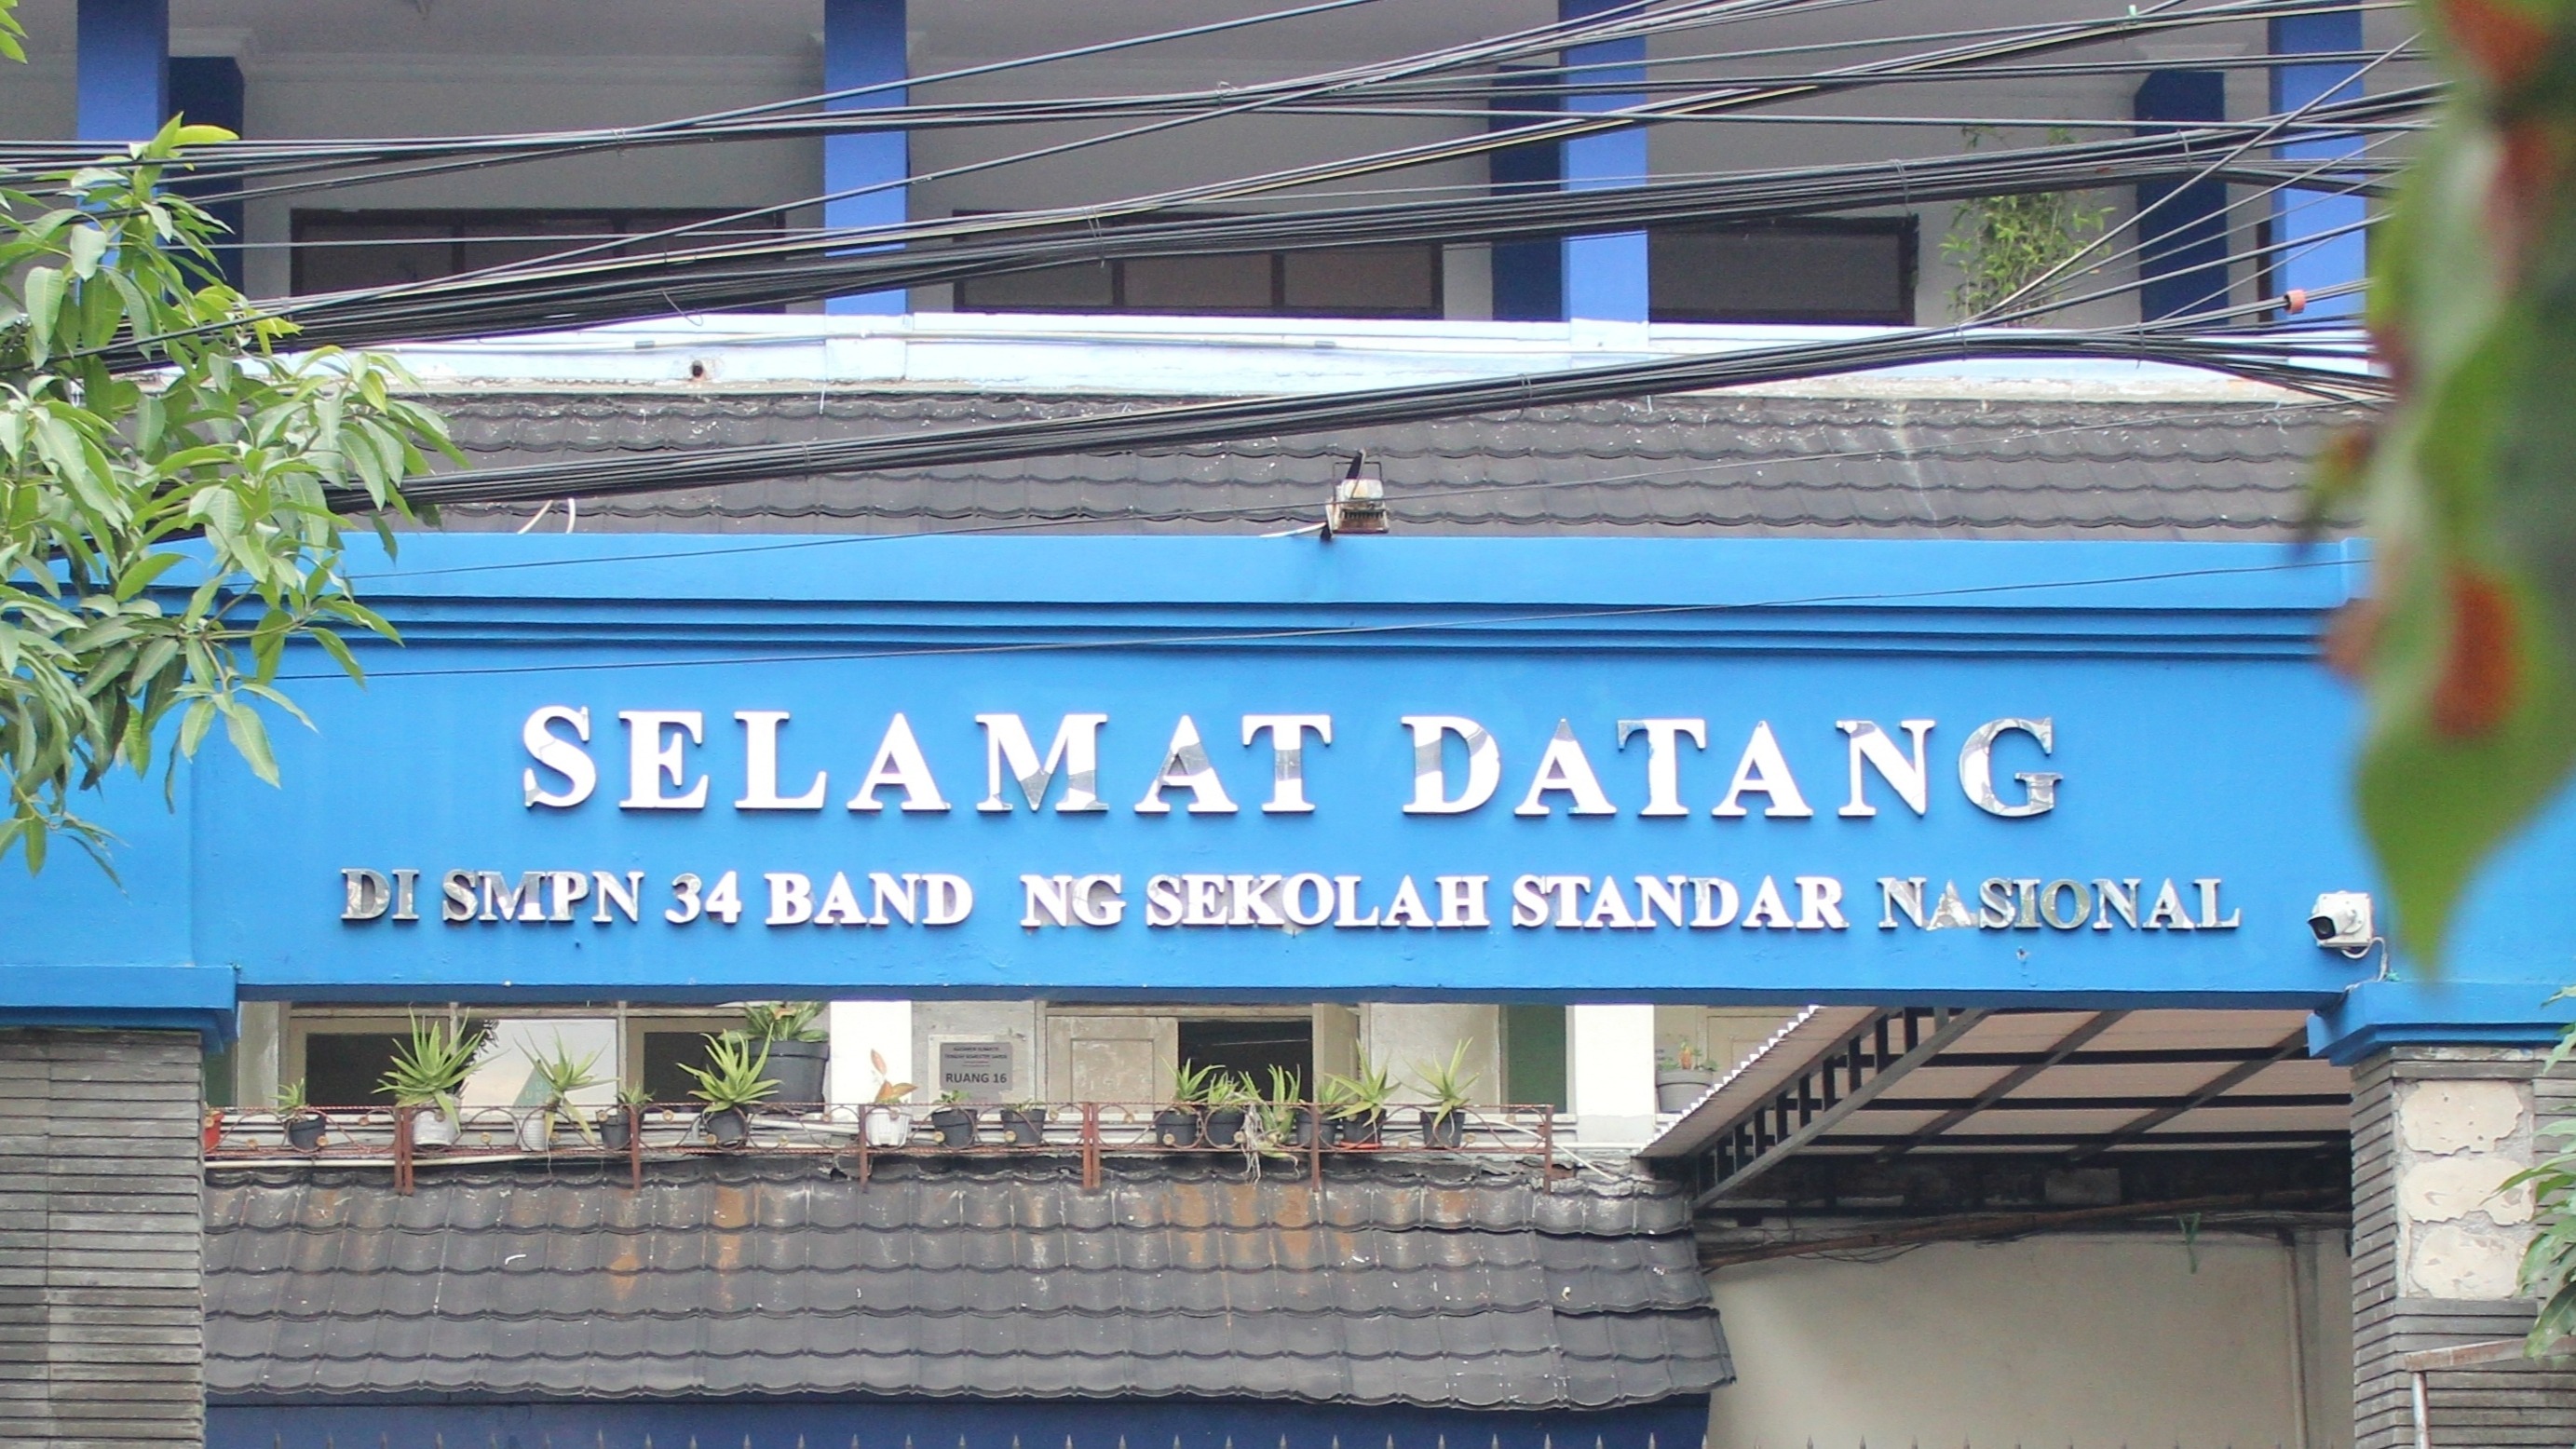 SELAMAT DATANG
DI SMPN 34 BAND NG SEKOLAH STANDAR NASIONAL
RUANG 16